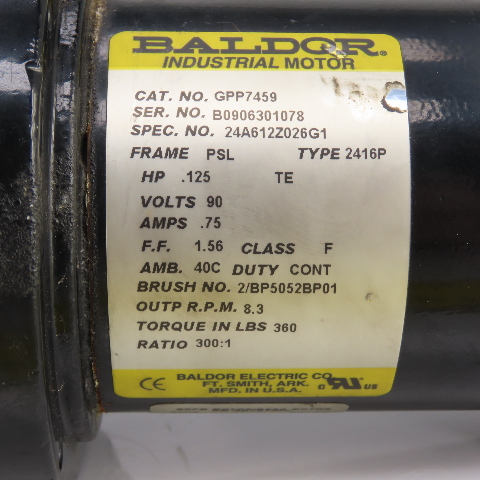 BALDOR
INDUSTRIAL MOTOR
CAT. NO. GPP7459
SER. NO. B0906301078
SPEC. NO. 24A612Z026G1
FRAME PSL TYPE 2416P
HP .125 TE
VOLTS 90
AMPS .75
F.F. 1.56 CLASS F
AMB. 40C DUTY CONT
BRUSH NO. 2/BP5052BP01
OUTP R.P.M. 8.3
TORQUE IN LBS 360
RATIO 300:1
BALDOR ELECTRIC CO.
FT. SMITH, ARK.
MFD. IN U.S.A.
CE
C RU US